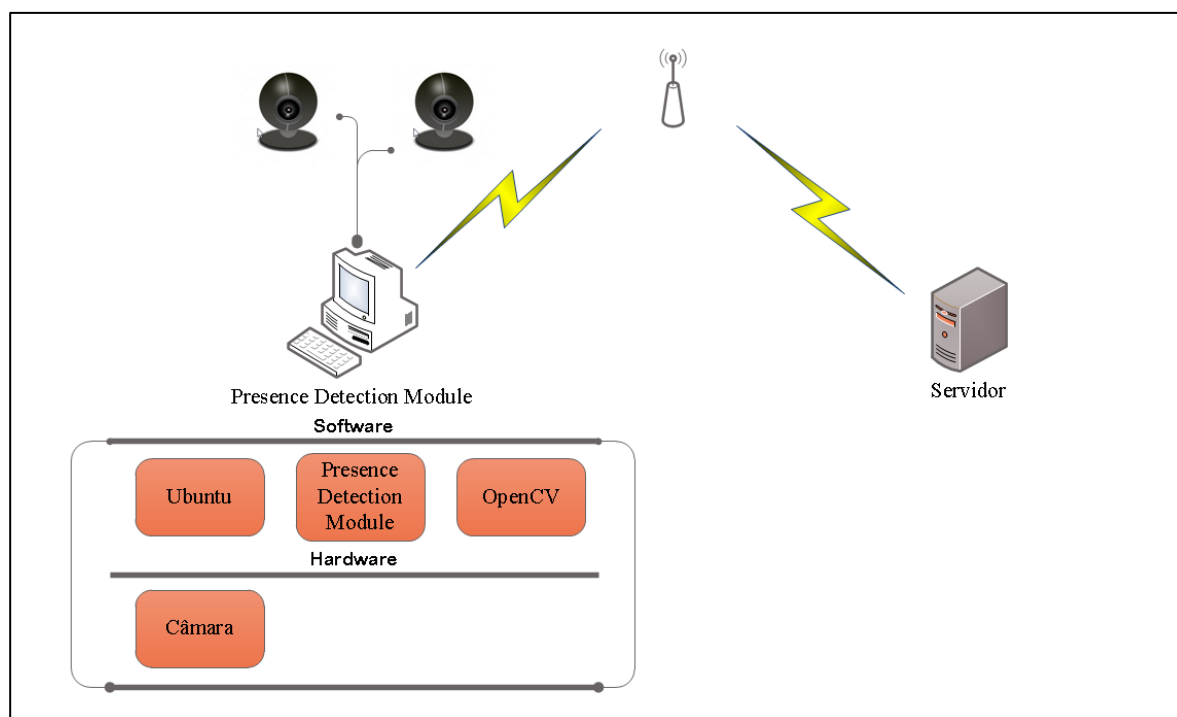 Presence Detection Module
Servidor
Software
Ubuntu
Presence
Detection
Module
OpenCV
Hardware
Câmara